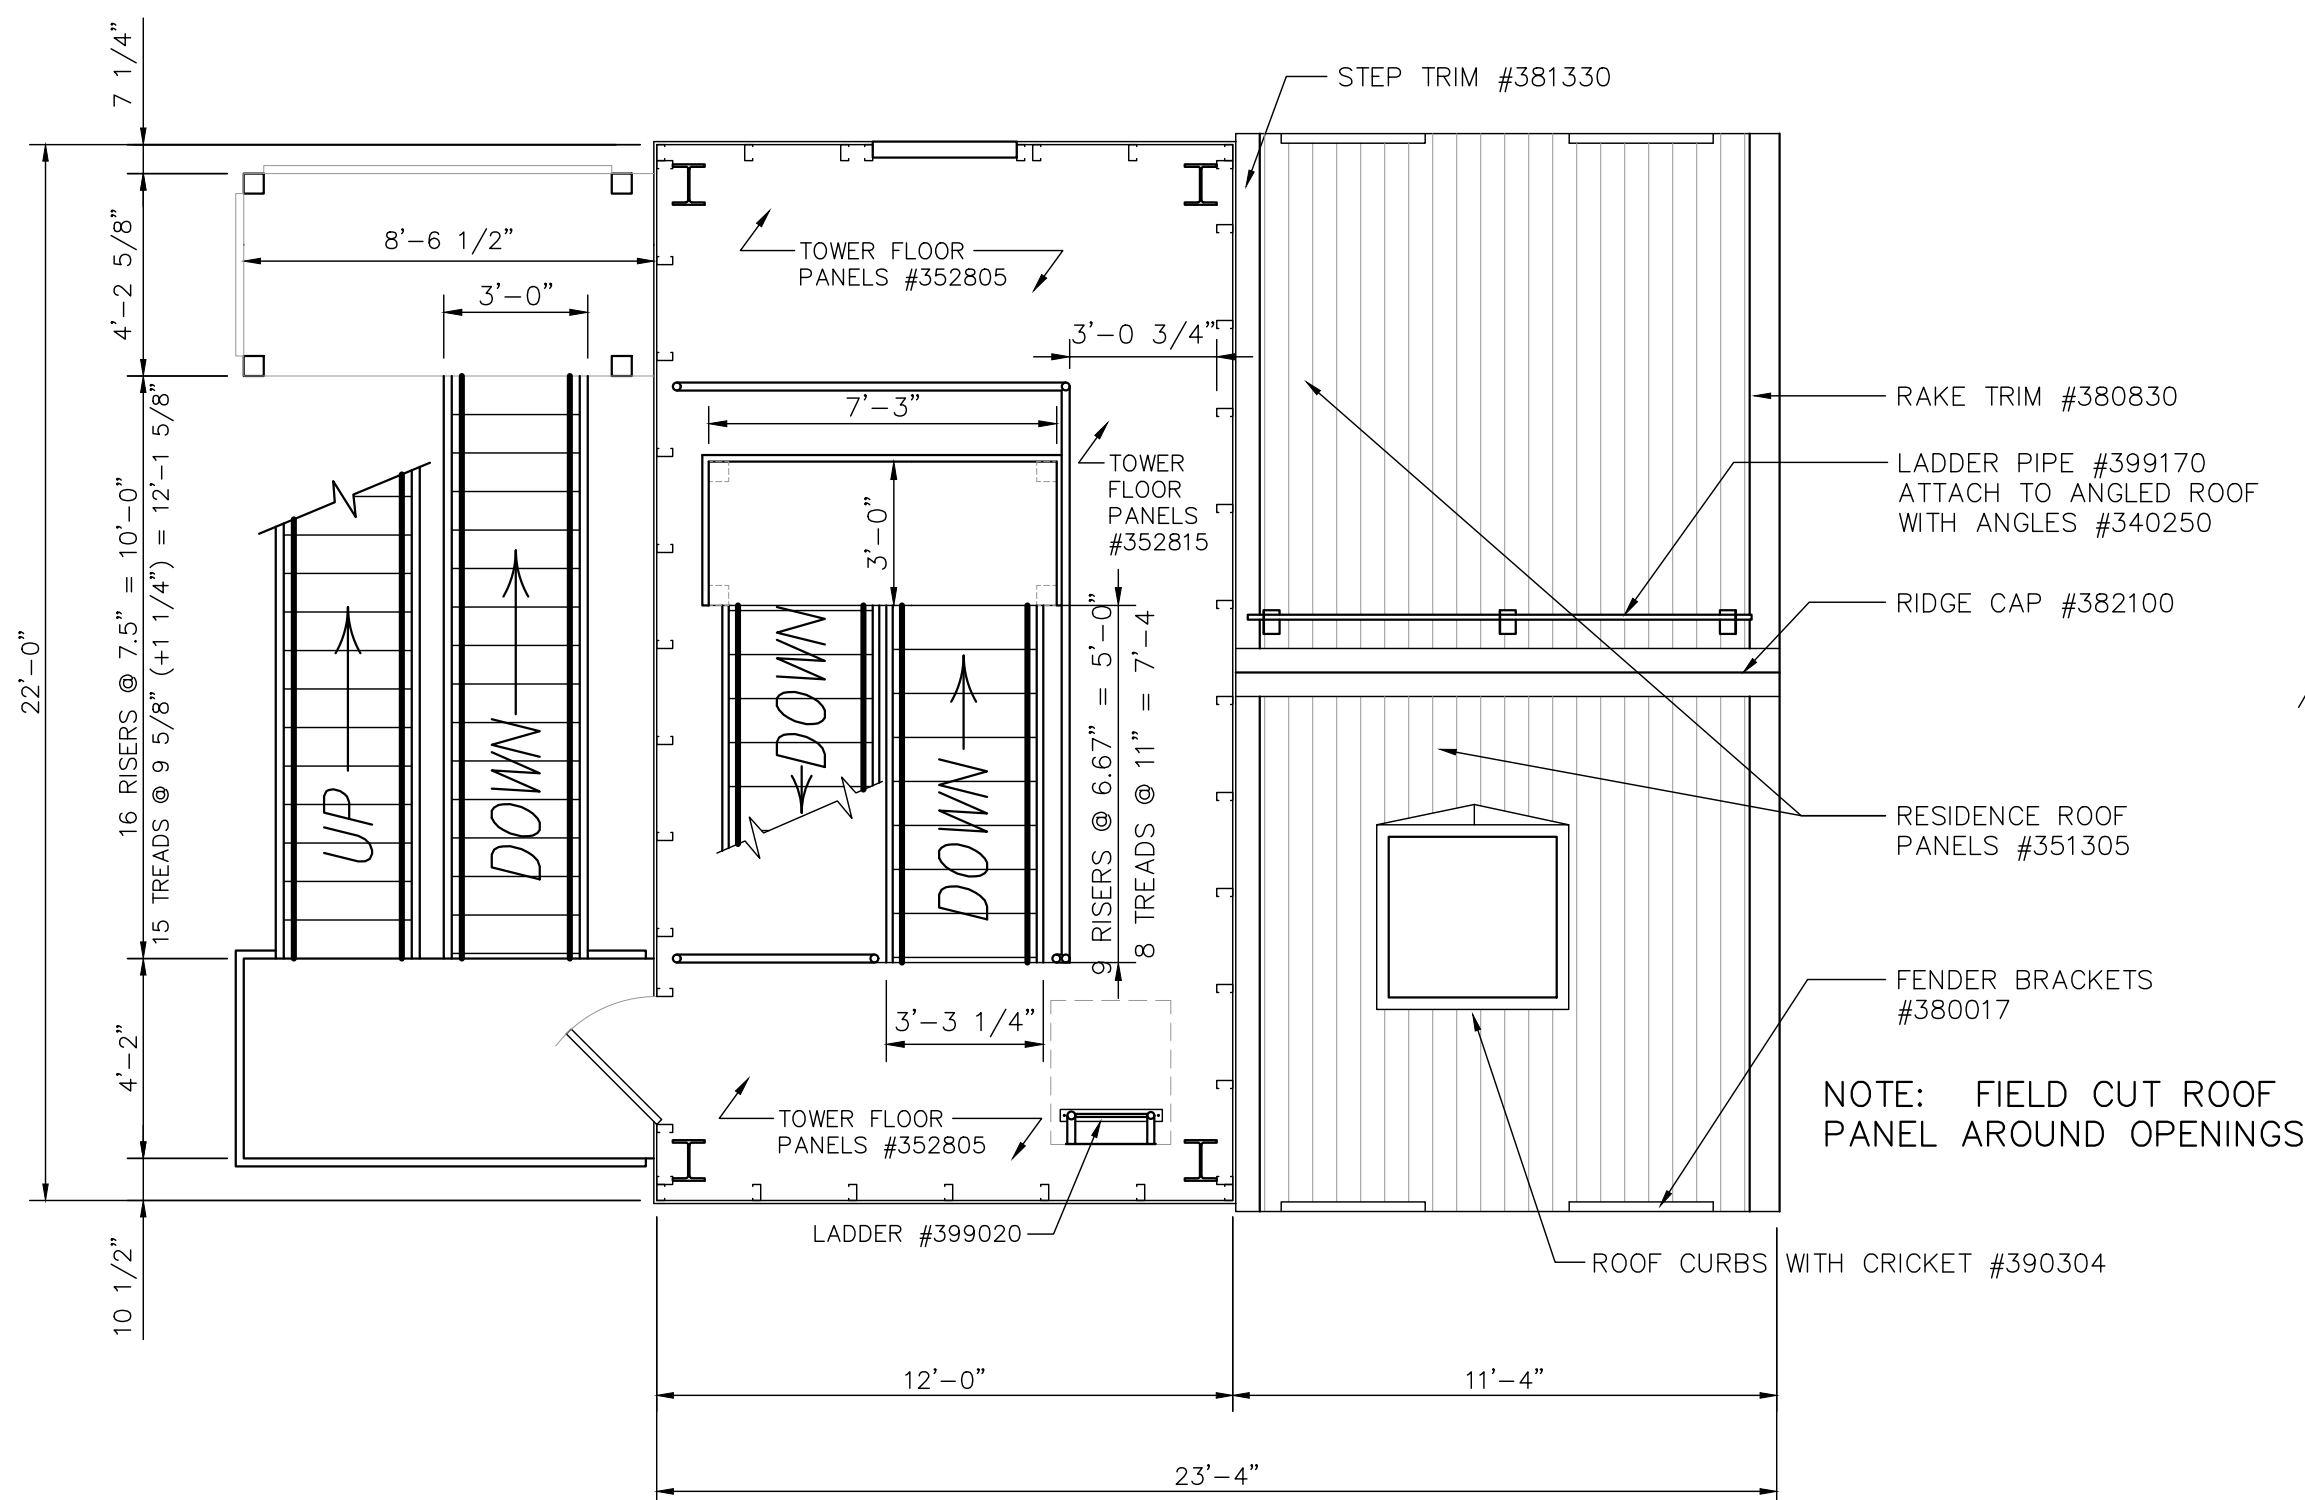 7 1/4”
STEP TRIM #381330
8'-6 1/2”
TOWER FLOOR
PANELS #352805
4'-2 5/8”
3'-0”
3'-0 3/4”
7'-3”
RAKE TRIM #380830
TOWER
FLOOR
PANELS
#352815
LADDER PIPE #399170
ATTACH TO ANGLED ROOF
WITH ANGLES #340250
3'-0”
RIDGE CAP #382100
22'-0”
16 RISERS @ 7.5” = 10'-0”
15 TREADS @ 9 5/8” (+1 1/4”) = 12'-1 5/8”
UP
DOWN
DOWN
DOWN
9 RISERS @ 6.67” = 5'-0”
8 TREADS @ 11” = 7'-4
RESIDENCE ROOF
PANELS #351305
FENDER BRACKETS
#380017
3'-3 1/4”
4'-2”
NOTE: FIELD CUT ROOF
PANEL AROUND OPENINGS
TOWER FLOOR
PANELS #352805
LADDER #399020
ROOF CURBS WITH CRICKET #390304
10 1/2”
12'-0”
11'-4”
23'-4”